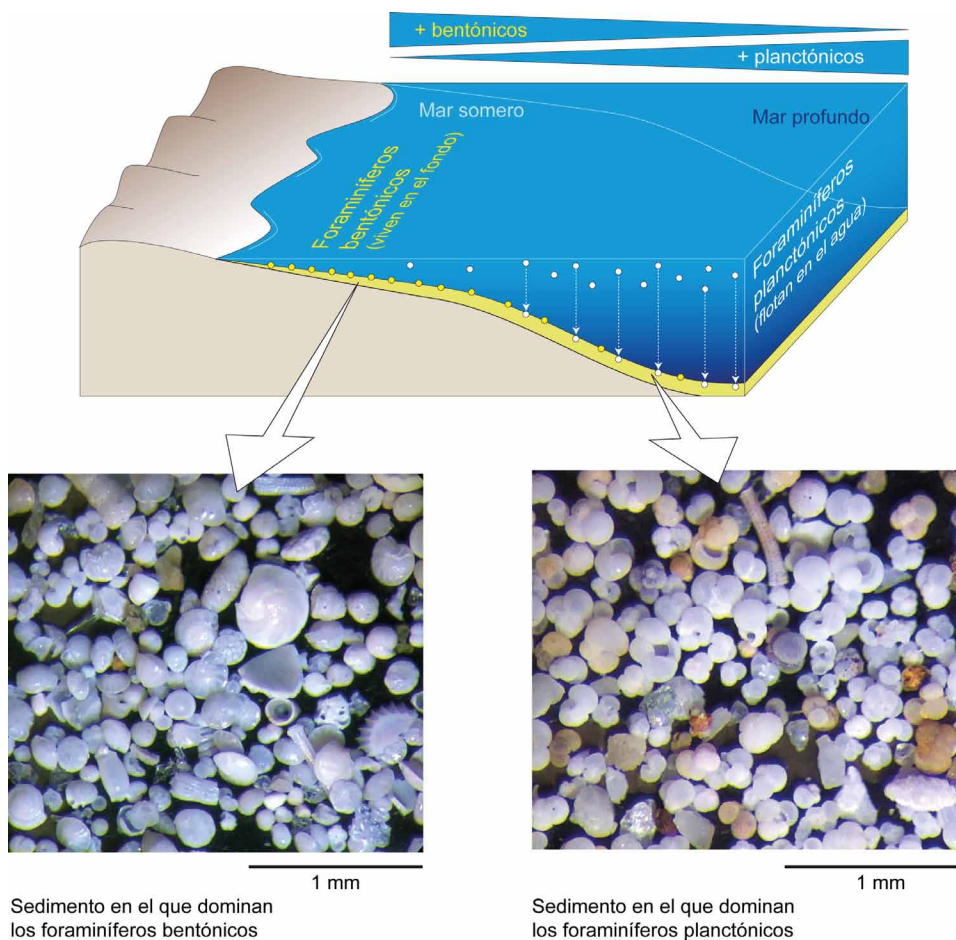 + bentónicos
+ planctónicos
Mar somero
Mar profundo
Foraminíferos
bentónicos
(viven en el fondo)
Foraminíferos
planctónicos
(flotan en el agua)
1 mm
1 mm
Sedimento en el que dominan
los foraminíferos bentónicos
Sedimento en el que dominan
los foraminíferos planctónicos